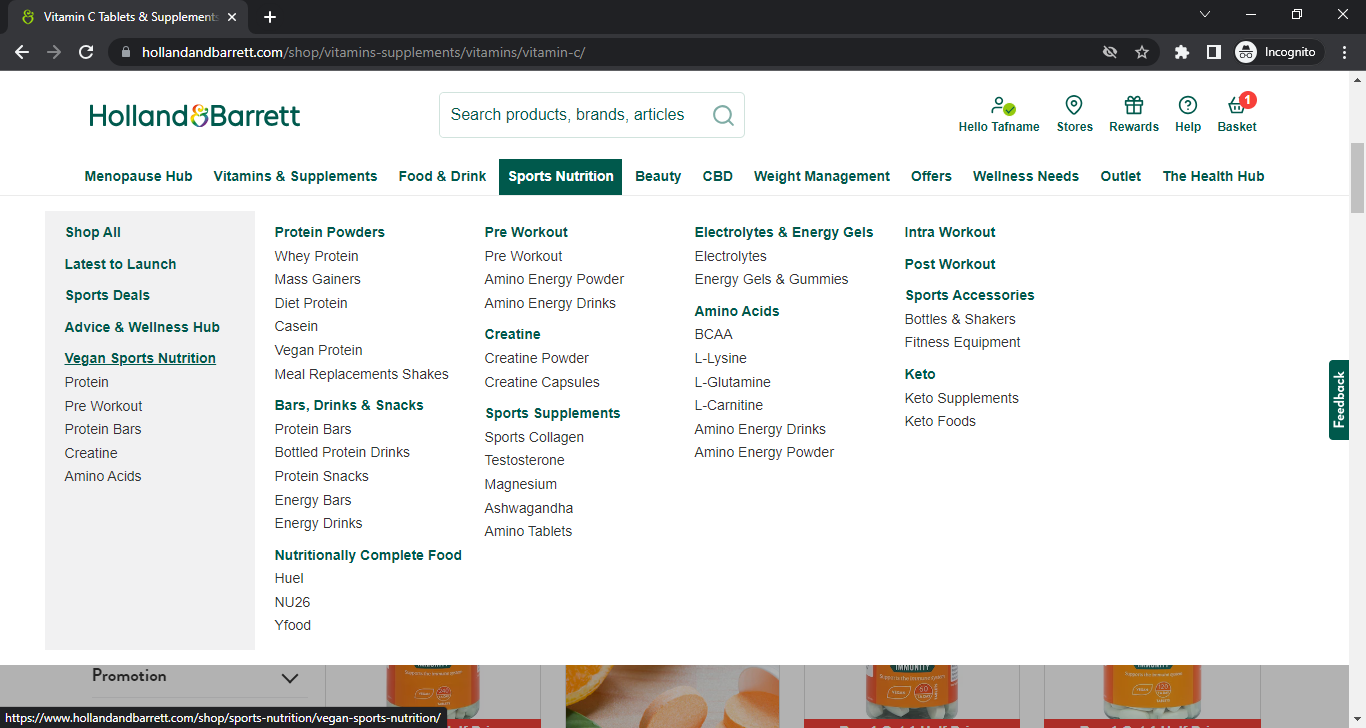 Vitamin C Tablets & Supplements
hollandandbarrett.com/shop/vitamins-supplements/vitamins/vitamin-c/
Incognito
Holland&Barrett
Search products, brands, articles
Hello Tafname
Stores
Rewards
Help
1
Basket
Menopause Hub
Vitamins & Supplements
Food & Drink
Sports Nutrition
Beauty
CBD
Weight Management
Offers
Wellness Needs
Outlet
The Health Hub
Shop All
Latest to Launch
Sports Deals
Advice & Wellness Hub
Vegan Sports Nutrition
Protein
Pre Workout
Protein Bars
Creatine
Amino Acids
Protein Powders
Whey Protein
Mass Gainers
Diet Protein
Casein
Vegan Protein
Meal Replacements Shakes
Bars, Drinks & Snacks
Protein Bars
Bottled Protein Drinks
Protein Snacks
Energy Bars
Energy Drinks
Nutritionally Complete Food
Huel
NU26
Yfood
Pre Workout
Pre Workout
Amino Energy Powder
Amino Energy Drinks
Creatine
Creatine Powder
Creatine Capsules
Sports Supplements
Sports Collagen
Testosterone
Magnesium
Ashwagandha
Amino Tablets
Electrolytes & Energy Gels
Electrolytes
Energy Gels & Gummies
Amino Acids
BCAA
L-Lysine
L-Glutamine
L-Carnitine
Amino Energy Drinks
Amino Energy Powder
Intra Workout
Post Workout
Sports Accessories
Bottles & Shakers
Fitness Equipment
Keto
Keto Supplements
Keto Foods
Feedback
Promotion
https://www.hollandandbarrett.com/shop/sports-nutrition/vegan-sports-nutrition/